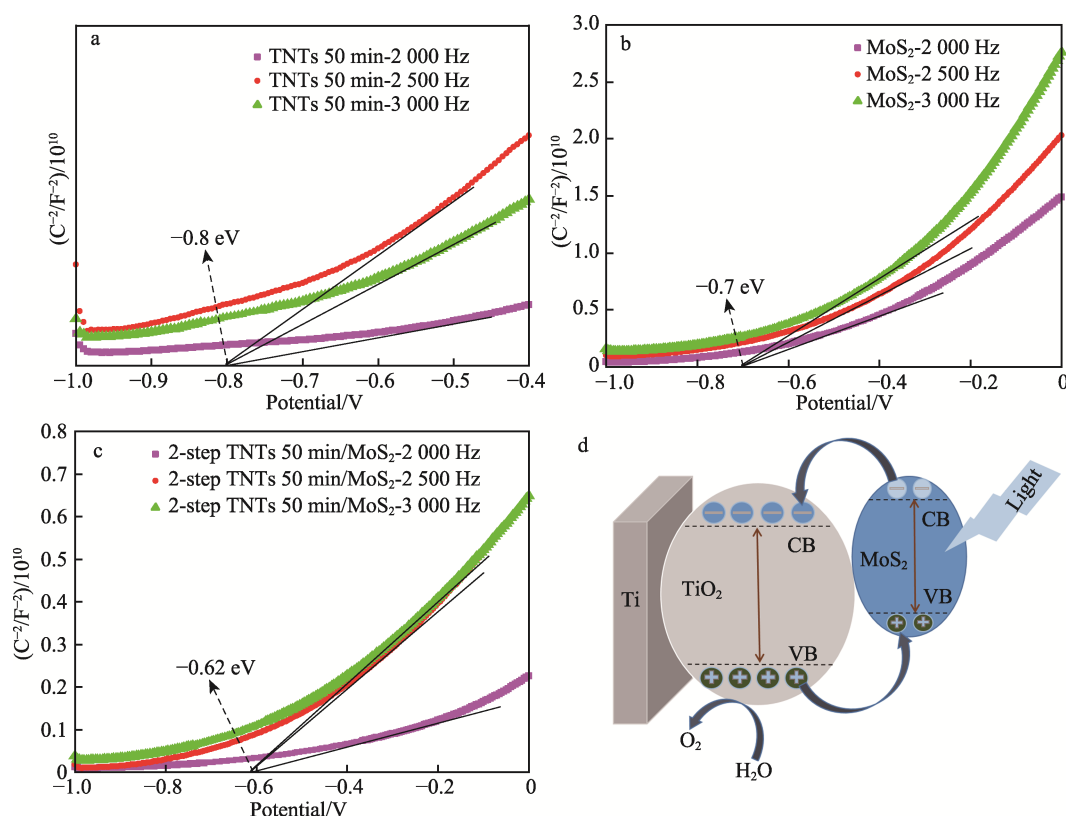 a
TNTs 50 min-2 000 Hz
TNTs 50 min-2 500 Hz
TNTs 50 min-3 000 Hz
(C⁻²/F⁻²)/10¹⁰
−0.8 eV
−1.0 −0.9 −0.8 −0.7 −0.6 −0.5 −0.4
Potential/V
b
MoS₂-2 000 Hz
MoS₂-2 500 Hz
MoS₂-3 000 Hz
(C⁻²/F⁻²)/10¹⁰
3.0
2.5
2.0
1.5
1.0
0.5
0
−0.7 eV
−1.0 −0.8 −0.6 −0.4 −0.2 0
Potential/V
c
2-step TNTs 50 min/MoS₂-2 000 Hz
2-step TNTs 50 min/MoS₂-2 500 Hz
2-step TNTs 50 min/MoS₂-3 000 Hz
(C⁻²/F⁻²)/10¹⁰
0.8
0.7
0.6
0.5
0.4
0.3
0.2
0.1
0
−0.62 eV
−1.0 −0.8 −0.6 −0.4 −0.2 0
Potential/V
d
Light
CB
CB
MoS₂
TiO₂
Ti
VB
VB
O₂
H₂O